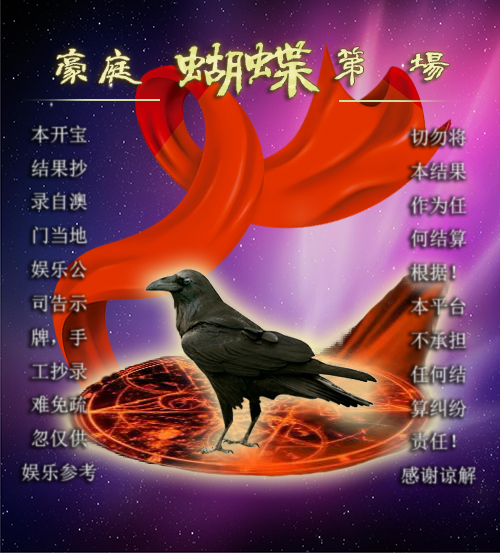 豪庭 蝴蝶 第 場
本开宝
结果抄
录自澳
门当地
娱乐公
司告示
牌，手
工抄录
难免疏
忽仅供
娱乐参考
切勿将
本结果
作为任
何结算
根据！
本平台
不承担
任何结
算纠纷
责任！
感谢谅解